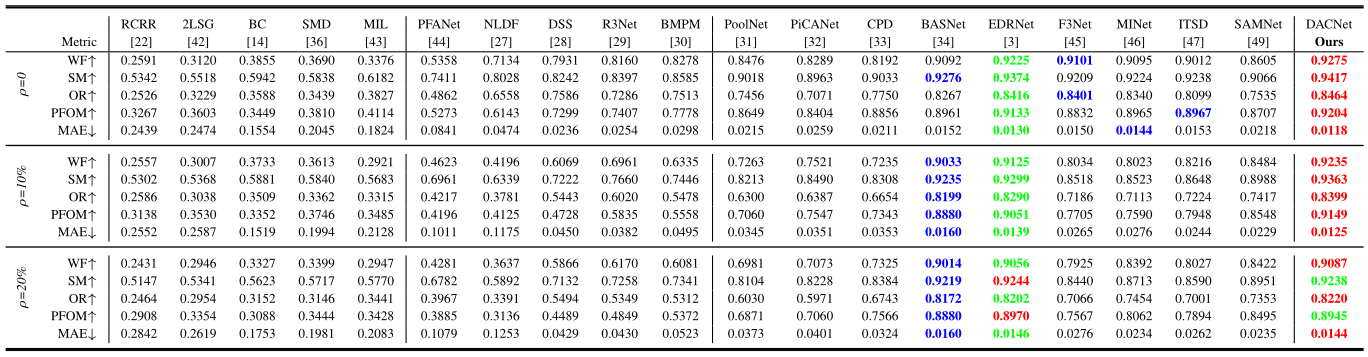 RCRR 2LSG BC SMD MIL PFANet NLDF DSS R3Net BMPM PoolNet PiCANet CPD BASNet EDRNet F3Net MINet ITSD SAMNet DACNet
Metric [22] [42] [14] [36] [43] [44] [27] [28] [29] [30] [31] [32] [33] [34] [3] [45] [46] [47] [49] Ours
ρ=0
WF↑ 0.2591 0.3120 0.3855 0.3690 0.3376 0.5358 0.7134 0.7931 0.8160 0.8278 0.8476 0.8289 0.8192 0.9092 0.9225 0.9101 0.9095 0.9012 0.8605 0.9275
SM↑ 0.5342 0.5518 0.5942 0.5838 0.6182 0.7411 0.8028 0.8242 0.8397 0.8585 0.9018 0.8963 0.9033 0.9276 0.9374 0.9209 0.9224 0.9238 0.9066 0.9417
OR↑ 0.2526 0.3229 0.3588 0.3439 0.3827 0.4862 0.6558 0.7586 0.7286 0.7513 0.7456 0.7071 0.7750 0.8267 0.8416 0.8401 0.8340 0.8099 0.7535 0.8464
PFOM↑ 0.3267 0.3603 0.3449 0.3810 0.4114 0.5273 0.6143 0.7299 0.7407 0.7778 0.8649 0.8404 0.8856 0.8961 0.9133 0.8832 0.8965 0.8967 0.8707 0.9204
MAE↓ 0.2439 0.2474 0.1554 0.2045 0.1824 0.0841 0.0474 0.0236 0.0254 0.0298 0.0215 0.0259 0.0211 0.0152 0.0130 0.0150 0.0144 0.0153 0.0218 0.0118
ρ=10%
WF↑ 0.2557 0.3007 0.3733 0.3613 0.2921 0.4623 0.4196 0.6069 0.6961 0.6335 0.7263 0.7521 0.7235 0.9033 0.9125 0.8034 0.8023 0.8216 0.8484 0.9235
SM↑ 0.5302 0.5368 0.5881 0.5840 0.5683 0.6961 0.6339 0.7222 0.7660 0.7446 0.8213 0.8490 0.8308 0.9235 0.9299 0.8518 0.8523 0.8648 0.8988 0.9363
OR↑ 0.2586 0.3038 0.3509 0.3362 0.3315 0.4217 0.3781 0.5443 0.6020 0.5478 0.6300 0.6387 0.6654 0.8199 0.8290 0.7186 0.7113 0.7224 0.7417 0.8399
PFOM↑ 0.3138 0.3530 0.3352 0.3746 0.3485 0.4196 0.4125 0.4728 0.5835 0.5558 0.7060 0.7547 0.7343 0.8880 0.9051 0.7705 0.7590 0.7948 0.8548 0.9149
MAE↓ 0.2552 0.2587 0.1519 0.1994 0.2128 0.1011 0.1175 0.0450 0.0382 0.0495 0.0345 0.0351 0.0353 0.0160 0.0139 0.0265 0.0276 0.0244 0.0229 0.0125
ρ=20%
WF↑ 0.2431 0.2946 0.3327 0.3399 0.2947 0.4281 0.3637 0.5866 0.6170 0.6081 0.6981 0.7073 0.7325 0.9014 0.9056 0.7925 0.8392 0.8027 0.8422 0.9087
SM↑ 0.5147 0.5341 0.5623 0.5717 0.5770 0.6782 0.5892 0.7132 0.7258 0.7341 0.8104 0.8228 0.8384 0.9219 0.9244 0.8440 0.8713 0.8590 0.8951 0.9238
OR↑ 0.2464 0.2954 0.3152 0.3146 0.3441 0.3967 0.3391 0.5494 0.5349 0.5312 0.6030 0.5971 0.6743 0.8172 0.8202 0.7066 0.7454 0.7001 0.7353 0.8220
PFOM↑ 0.2908 0.3354 0.3088 0.3444 0.3428 0.3885 0.3136 0.4489 0.4849 0.5372 0.6871 0.7060 0.7566 0.8880 0.8970 0.7567 0.8062 0.7894 0.8495 0.8945
MAE↓ 0.2842 0.2619 0.1753 0.1981 0.2083 0.1079 0.1253 0.0429 0.0430 0.0523 0.0373 0.0401 0.0324 0.0160 0.0146 0.0276 0.0234 0.0262 0.0235 0.0144